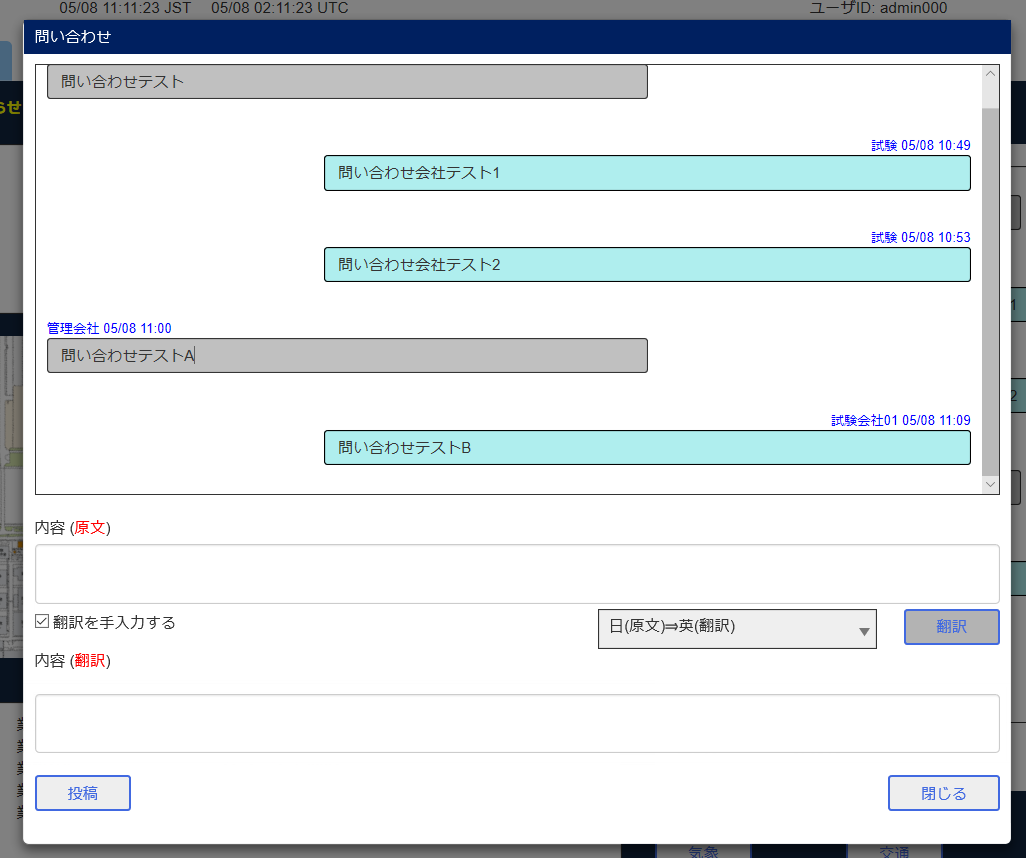 05/08 11:11:23 JST 05/08 02:11:23 UTC ユーザID: admin000
問い合わせ
らせ
問い合わせテスト
試験 05/08 10:49
問い合わせ会社テスト1
試験 05/08 10:53
問い合わせ会社テスト2
1
管理会社 05/08 11:00
問い合わせテストA
2
試験会社01 05/08 11:09
問い合わせテストB
内容 (原文)
翻訳を手入力する
日(原文)⇒英(翻訳)
翻訳
内容 (翻訳)
投稿
閉じる
気象
交通